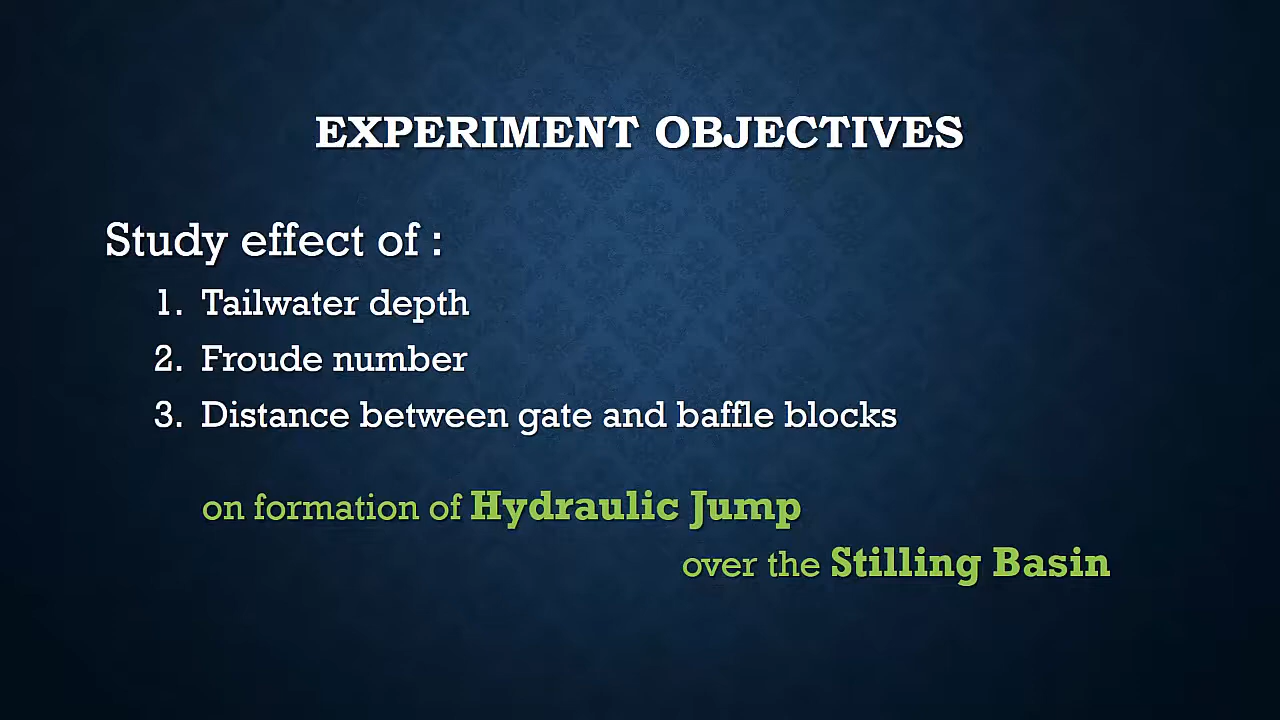 EXPERIMENT OBJECTIVES
Study effect of :
1. Tailwater depth
2. Froude number
3. Distance between gate and baffle blocks
on formation of Hydraulic Jump
over the Stilling Basin